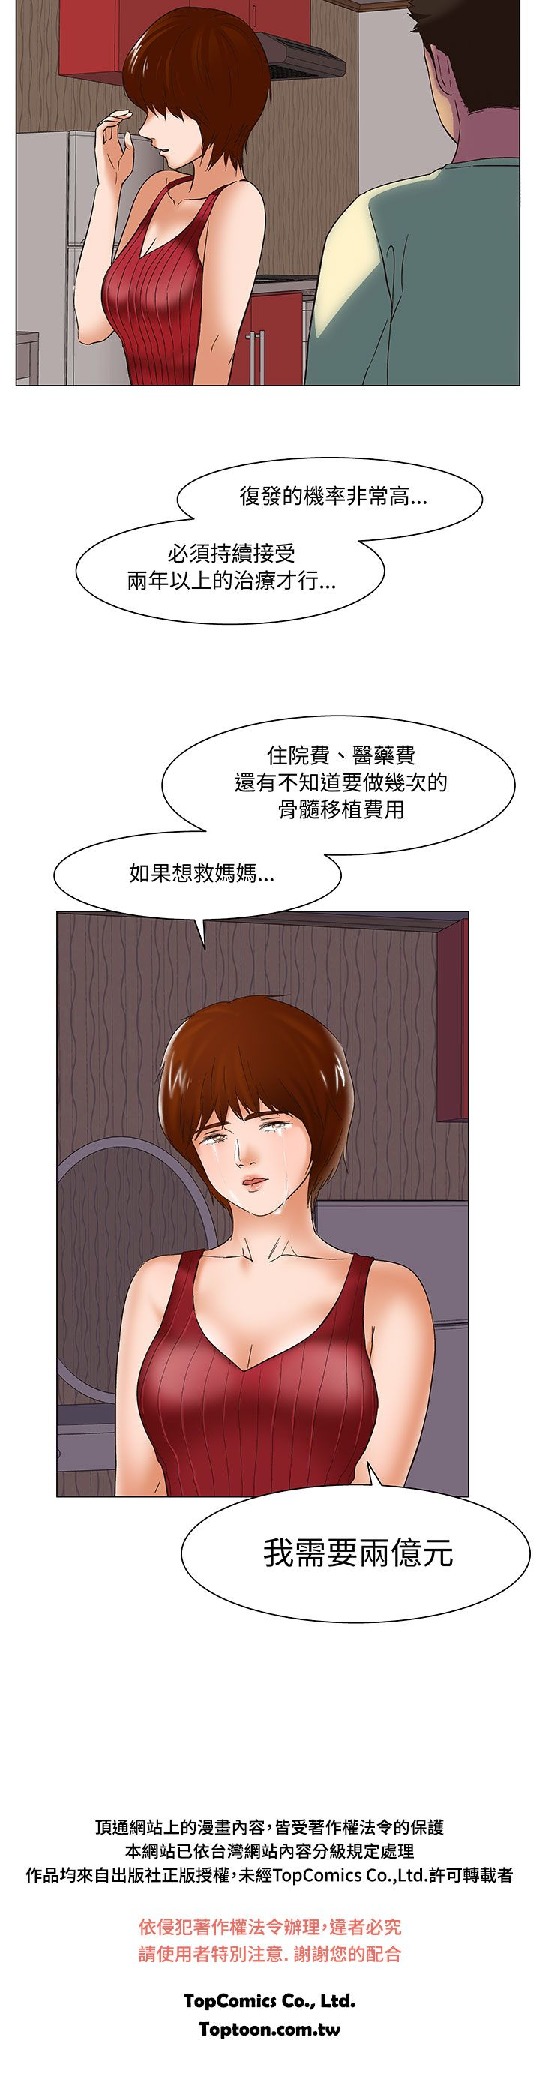 復發的機率非常高...
必須持續接受
兩年以上的治療才行...
住院費、醫藥費
還有不知道要做幾次的
骨髓移植費用
如果想救媽媽...
我需要兩億元
頂通網站上的漫畫內容，皆受著作權法令的保護
本網站已依台灣網站內容分級規定處理
作品均來自出版社正版授權，未經TopComics Co.,Ltd.許可轉載者
依侵犯著作權法令辦理，違者必究
請使用者特別注意. 謝謝您的配合
TopComics Co., Ltd.
Toptoon.com.tw